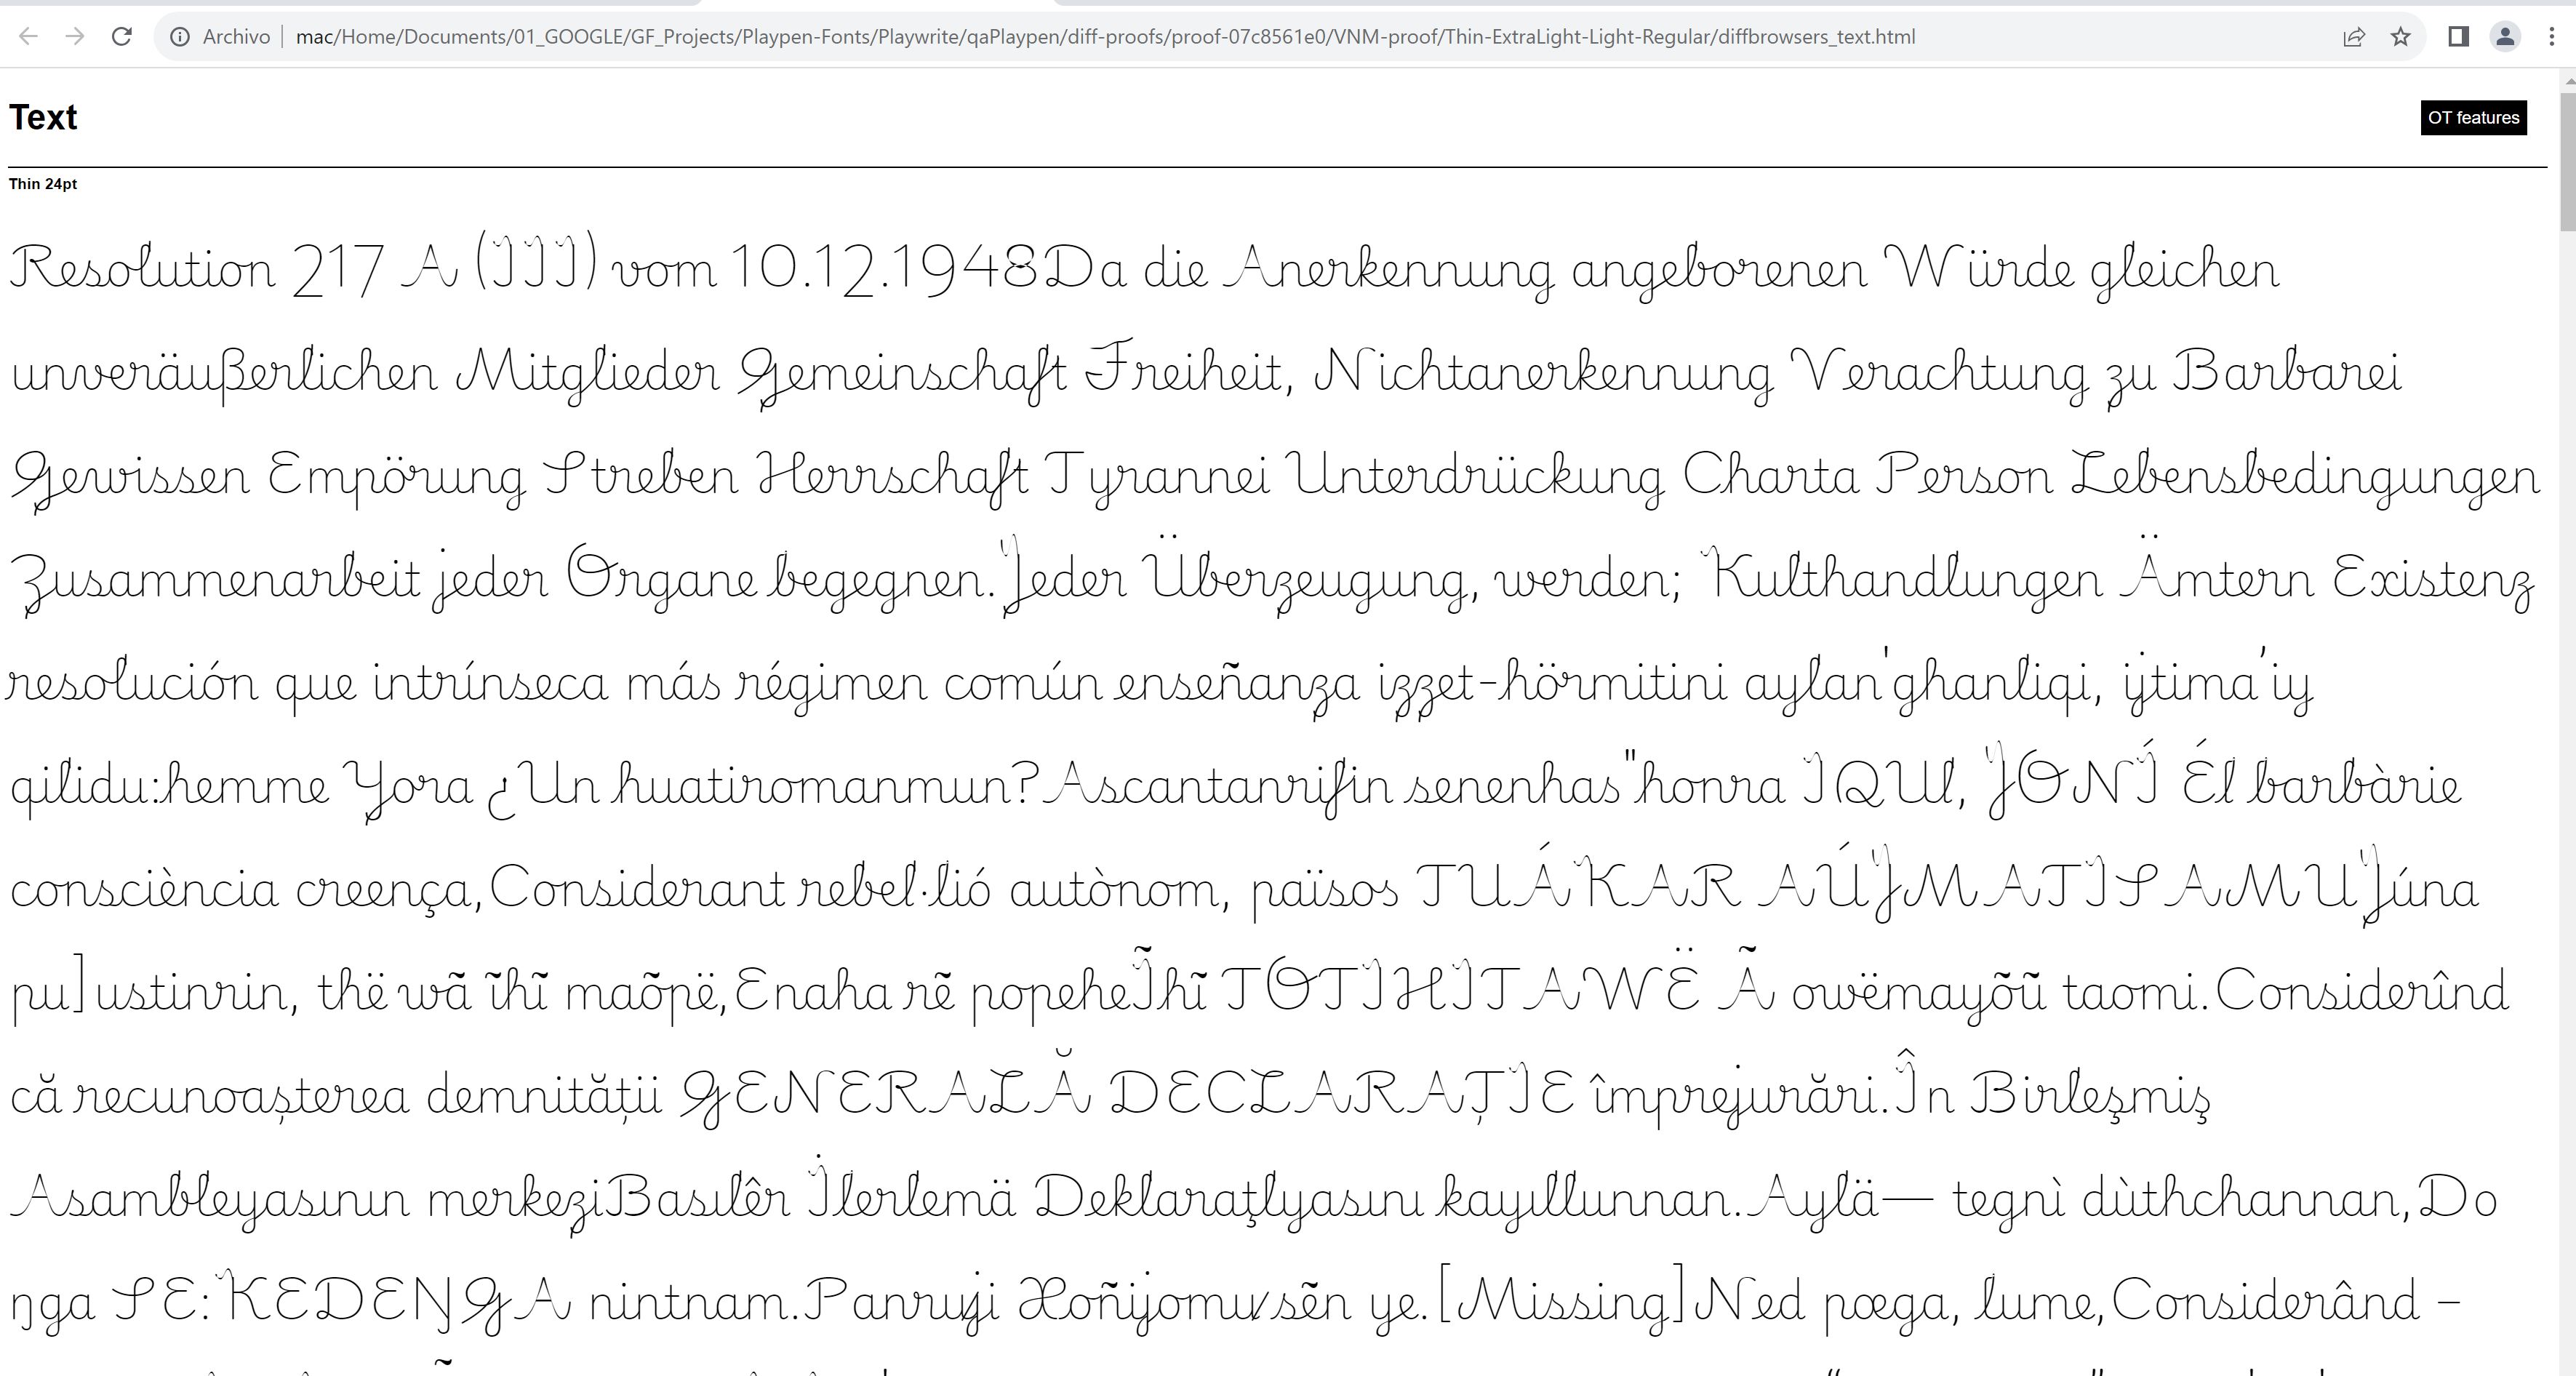 Archivo | mac/Home/Documents/01_GOOGLE/GF_Projects/Playpen-Fonts/Playwrite/qaPlaypen/diff-proofs/proof-07c8561e0/VNM-proof/Thin-ExtraLight-Light-Regular/diffbrowsers_text.html
Text
OT features
Thin 24pt
Resolution 217 A (III) vom 10.12.1948Da die Anerkennung angeborenen Würde gleichen
unveräußerlichen Mitglieder Gemeinschaft Freiheit, Nichtanerkennung Verachtung zu Barbarei
Gewissen Empörung Streben Herrschaft Tyrannei Unterdrückung Charta Person Lebensbedingungen
Zusammenarbeit jeder Organe begegnen.Jeder Überzeugung, werden; Kulthandlungen Ämtern Existenz
resolución que intrínseca más régimen común enseñanza izzet-hörmitini aylan'ghanliqi, ijtima’iy
qilidu:hemme Yora ¿Un huatiromanmun?Ascantanrifin senenhas"honra IQUI, JONÍ Él barbàrie
consciència creença,Considerant rebel·lió autònom, països TUÁKAR AÚJMATISAMUJúna
pu]ustinrin, thë wã ĩhĩ maõpë,Enaha rẽ popeheĨhĩ TOTIHITAWË Ã owëmayõũ taomi.Considerînd
că recunoașterea demnității GENERALĂ DECLARAȚIE împrejurări.În Birleşmiş
Asambleyasının merkeziBasılêr İlerlemä Deklaraţlyasını kayıllunnan.Aylä— tegnì dùthchannan,Do
ŋga SE:KEDEŊGA nintnam.Panruɉi Xoñijomuɨsẽn ye.[Missing]Ned pœga, lume,Considerând –